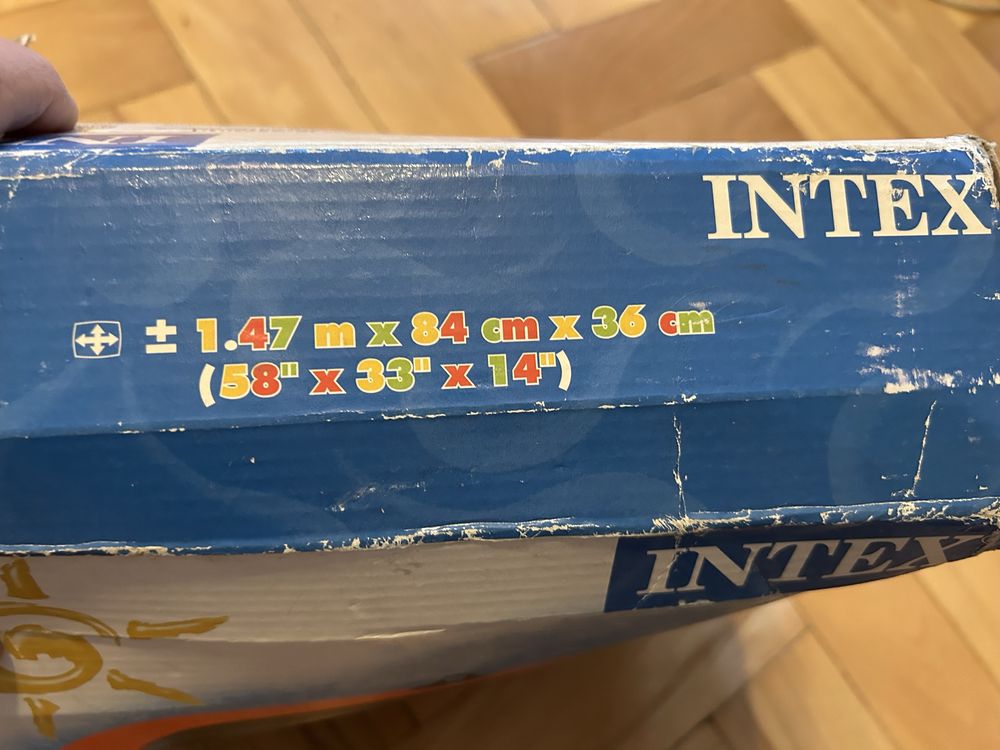 INTEX
± 1.47 m x 84 cm x 36 cm
(58" x 33" x 14")
INTEX